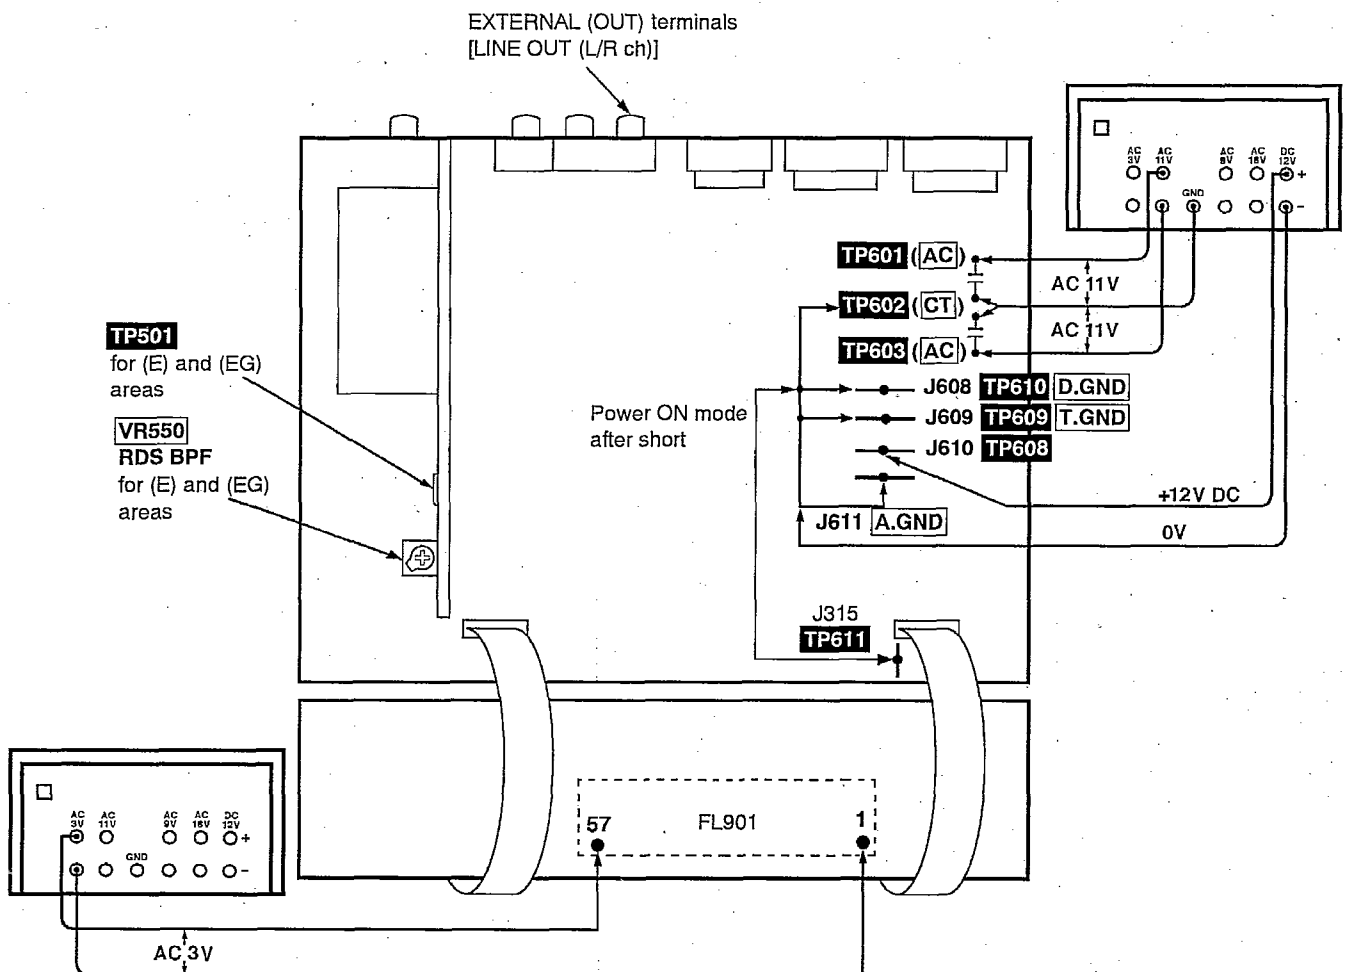 EXTERNAL (OUT) terminals
[LINE OUT (L/R ch)]
AC 3V AC 11V AC 9V AC 18V DC 12V
+
GND
-
TP601 (AC)
AC 11V
TP602 (CT)
AC 11V
TP603 (AC)
TP501
for (E) and (EG)
areas
VR550
RDS BPF
for (E) and (EG)
areas
Power ON mode
after short
J608 TP610 D.GND
J609 TP609 T.GND
J610 TP608
+12V DC
J611 A.GND
0V
J315
TP611
AC 3V AC 11V AC 9V AC 18V DC 12V
+
GND
-
57
FL901
1
AC 3V